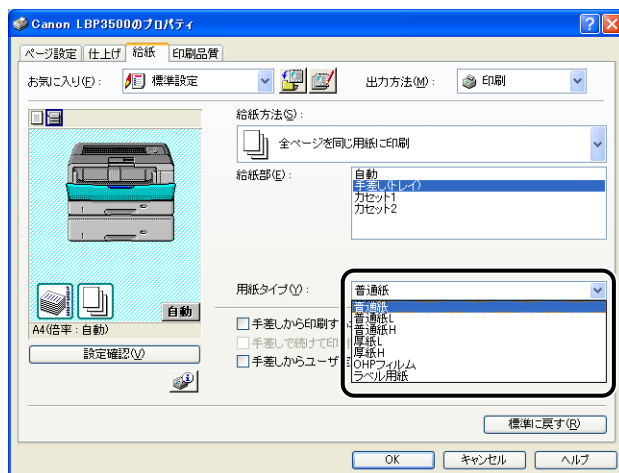 Canon LBP3500のプロパティ
ページ設定 仕上げ 給紙 印刷品質
お気に入り(F): 標準設定 出力方法(M): 印刷
給紙方法(S):
全ページを同じ用紙に印刷
給紙部(E):
自動
手差し(トレイ)
カセット1
カセット2
用紙タイプ(Y): 普通紙
普通紙
普通紙L
普通紙H
厚紙L
厚紙H
OHPフィルム
ラベル用紙
自動
A4(倍率:自動)
設定確認(V)
手差しから印刷す
手差しで続けて印
手差しからユーザ
標準に戻す(R)
OK キャンセル ヘルプ